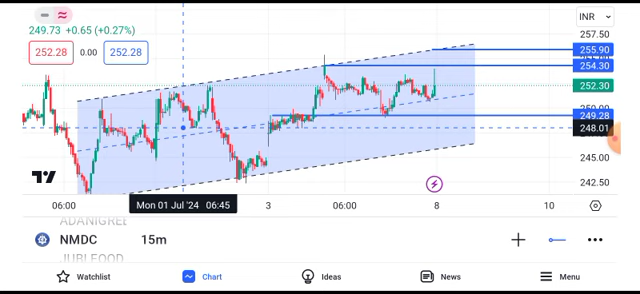 INR
249.73 +0.65 (+0.27%)
257.50
252.28 0.00 252.28
255.90
254.30
252.30
249.28
248.01
245.00
242.50
06:00 Mon 01 Jul '24 06:45 3 06:00 8 10
ADANIGREE
NMDC 15m
JUBLFOOD
Watchlist Chart Ideas News Menu